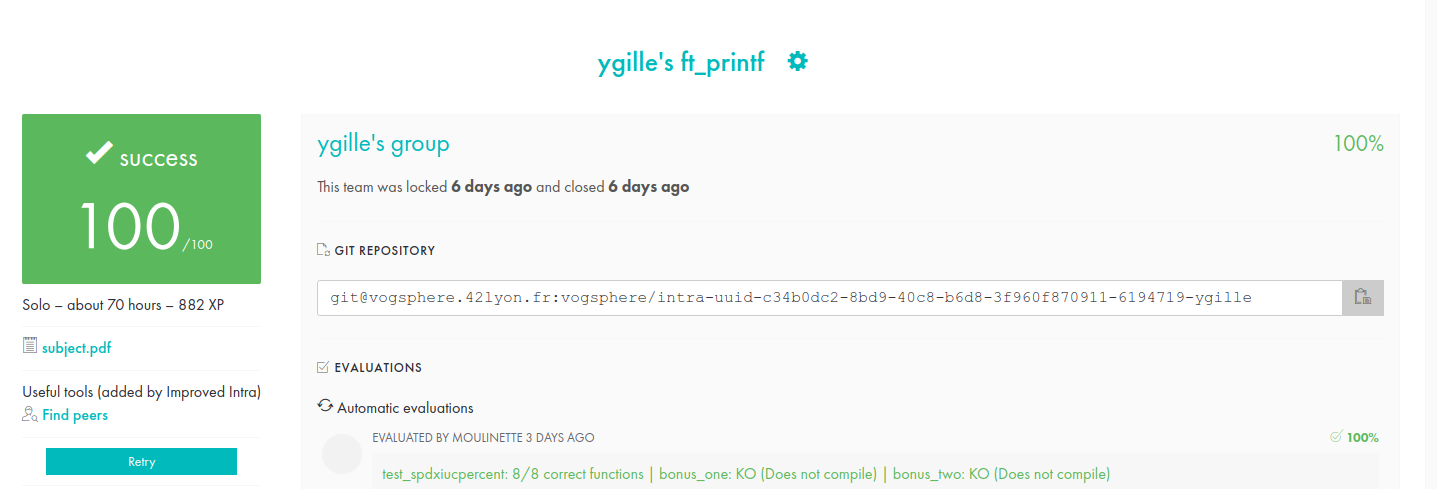 ygille's ft_printf
success
100/100
Solo – about 70 hours – 882 XP
subject.pdf
Useful tools (added by Improved Intra)
Find peers
Retry
ygille's group
100%
This team was locked 6 days ago and closed 6 days ago
GIT REPOSITORY
git@vogsphere.42lyon.fr:vogsphere/intra-uuid-c34b0dc2-8bd9-40c8-b6d8-3f960f870911-6194719-ygille
EVALUATIONS
Automatic evaluations
EVALUATED BY MOULINETTE 3 DAYS AGO
100%
test_spdxiucpercent: 8/8 correct functions | bonus_one: KO (Does not compile) | bonus_two: KO (Does not compile)